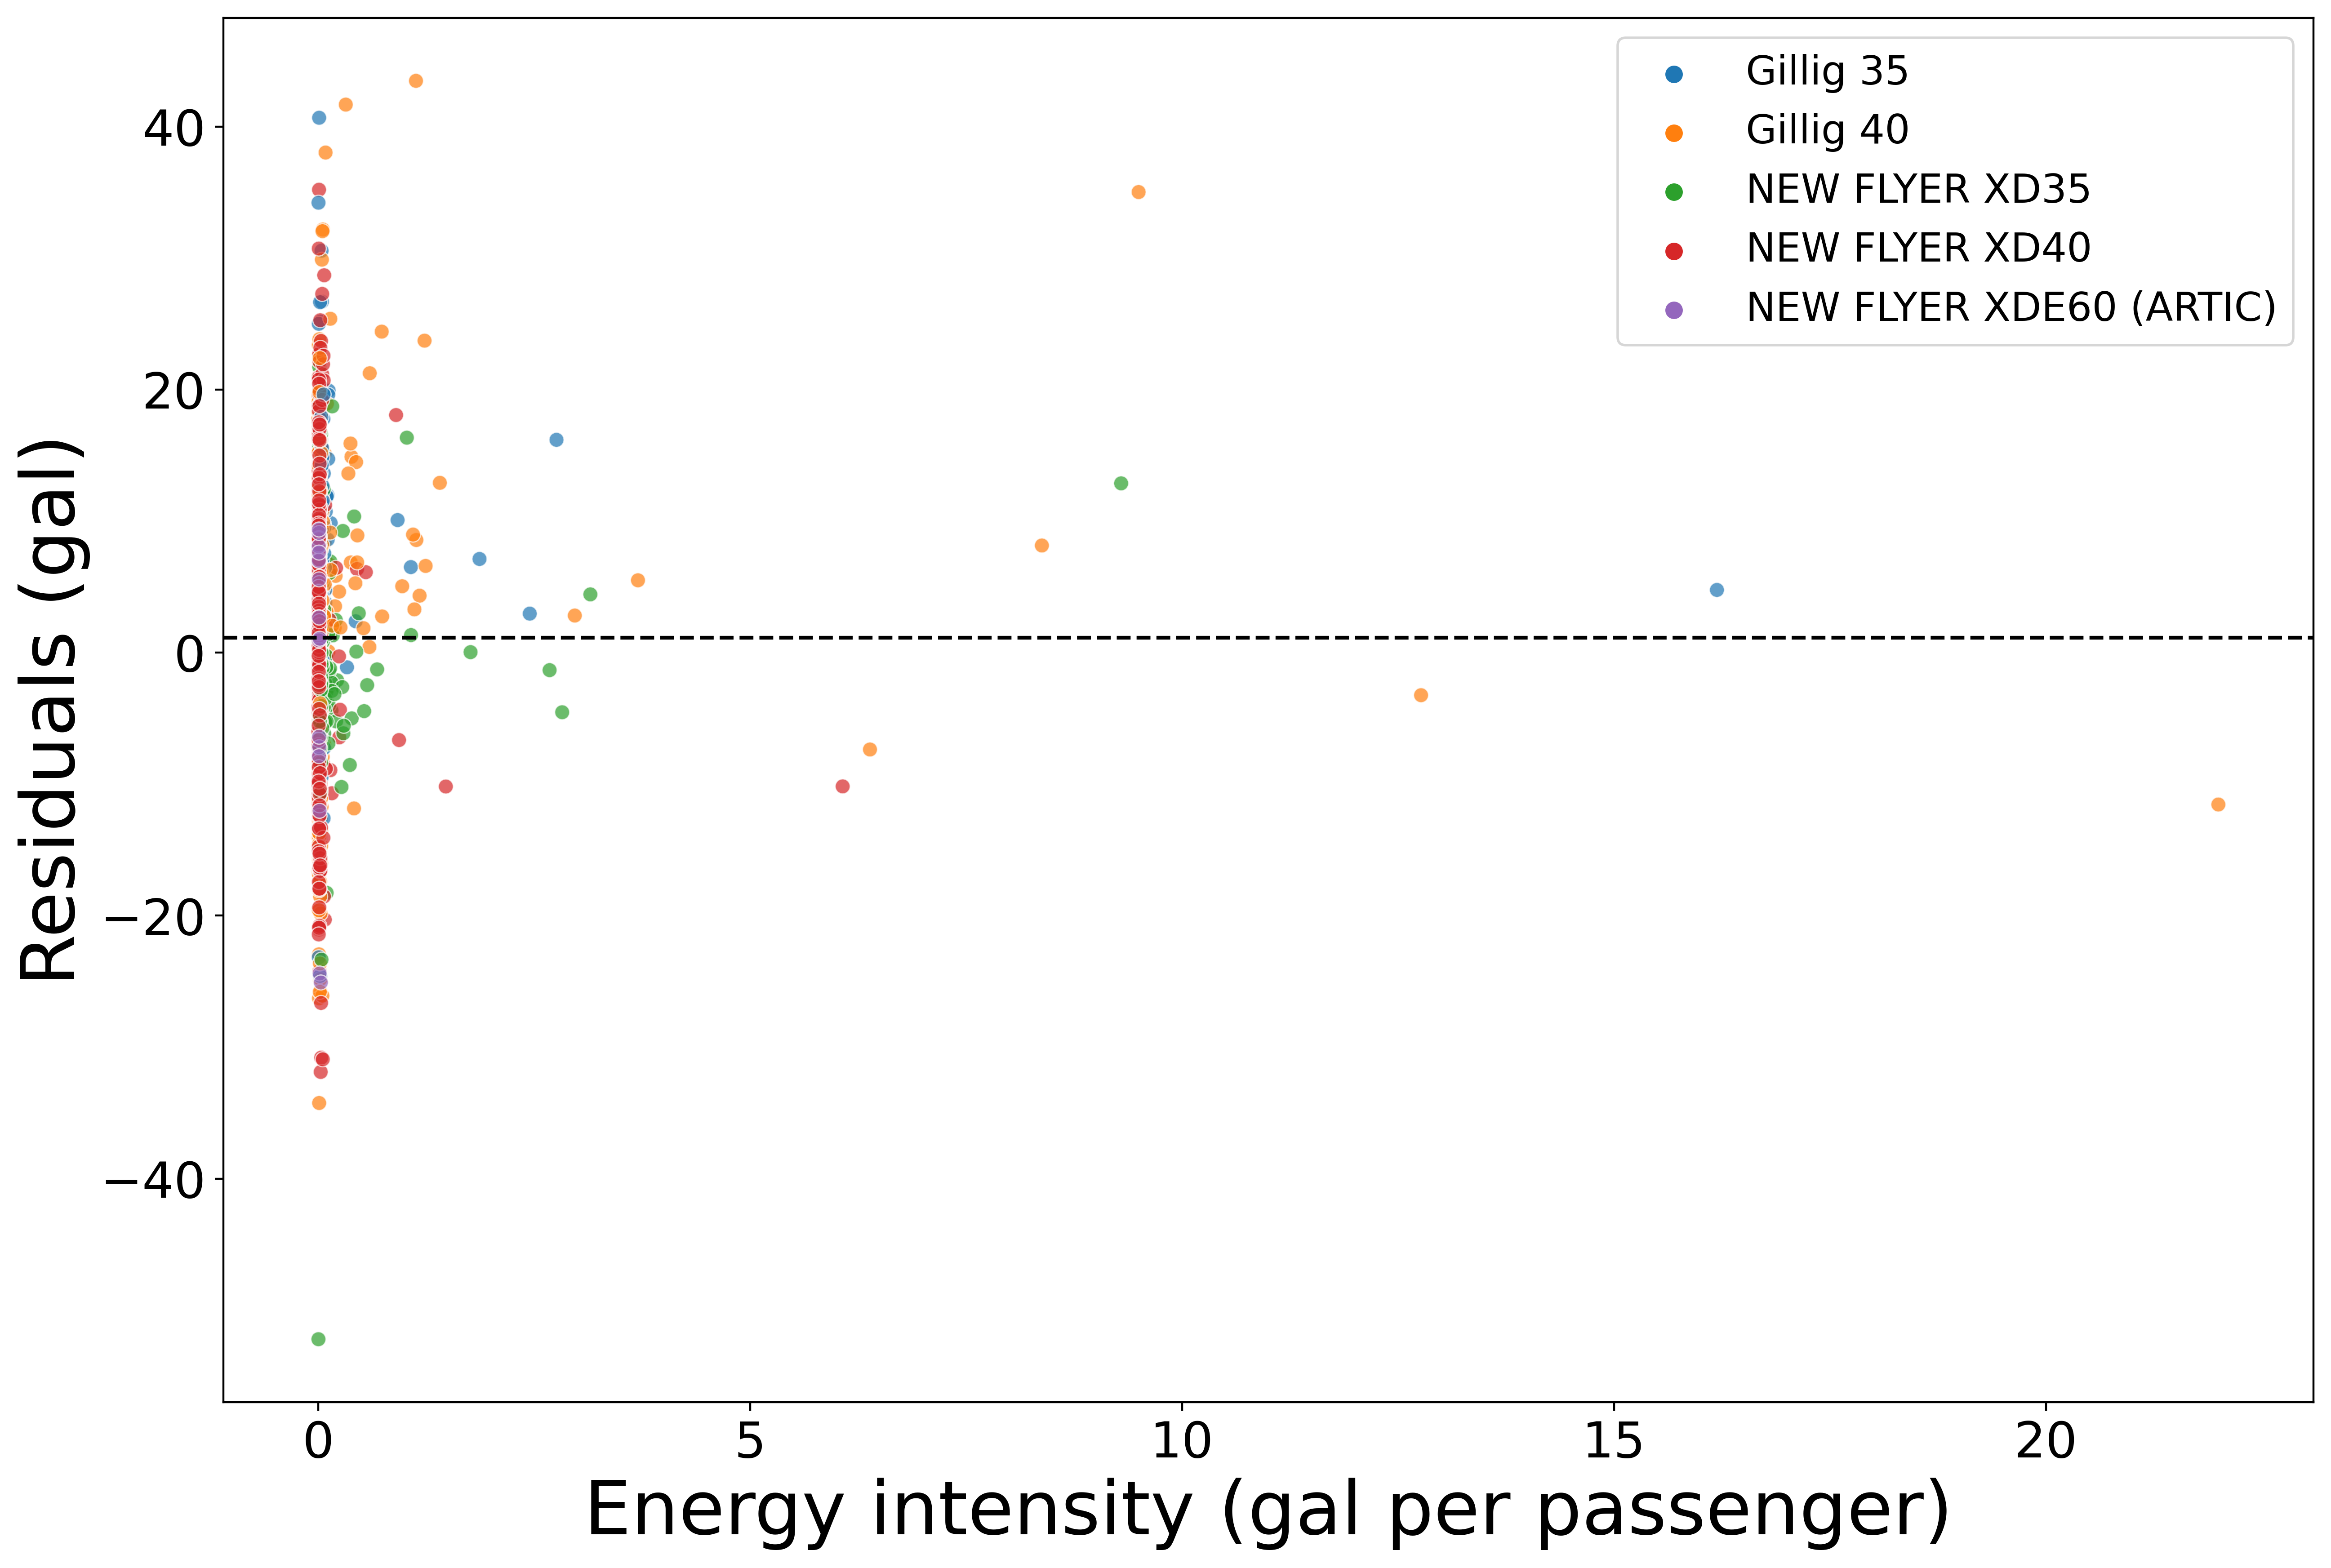 Gillig 35
Gillig 40
NEW FLYER XD35
NEW FLYER XD40
NEW FLYER XDE60 (ARTIC)
Residuals (gal)
40
20
0
−20
−40
0 5 10 15 20
Energy intensity (gal per passenger)